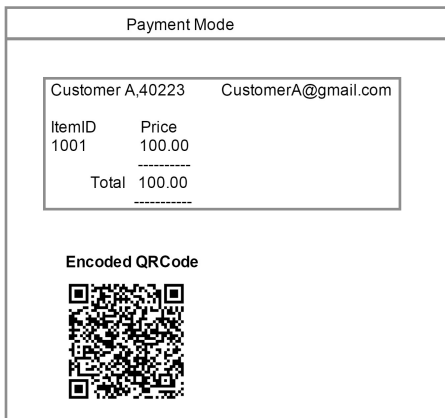 Payment Mode
Customer A,40223 CustomerA@gmail.com
ItemID Price
1001 100.00
----------
Total 100.00
-----------
Encoded QRCode